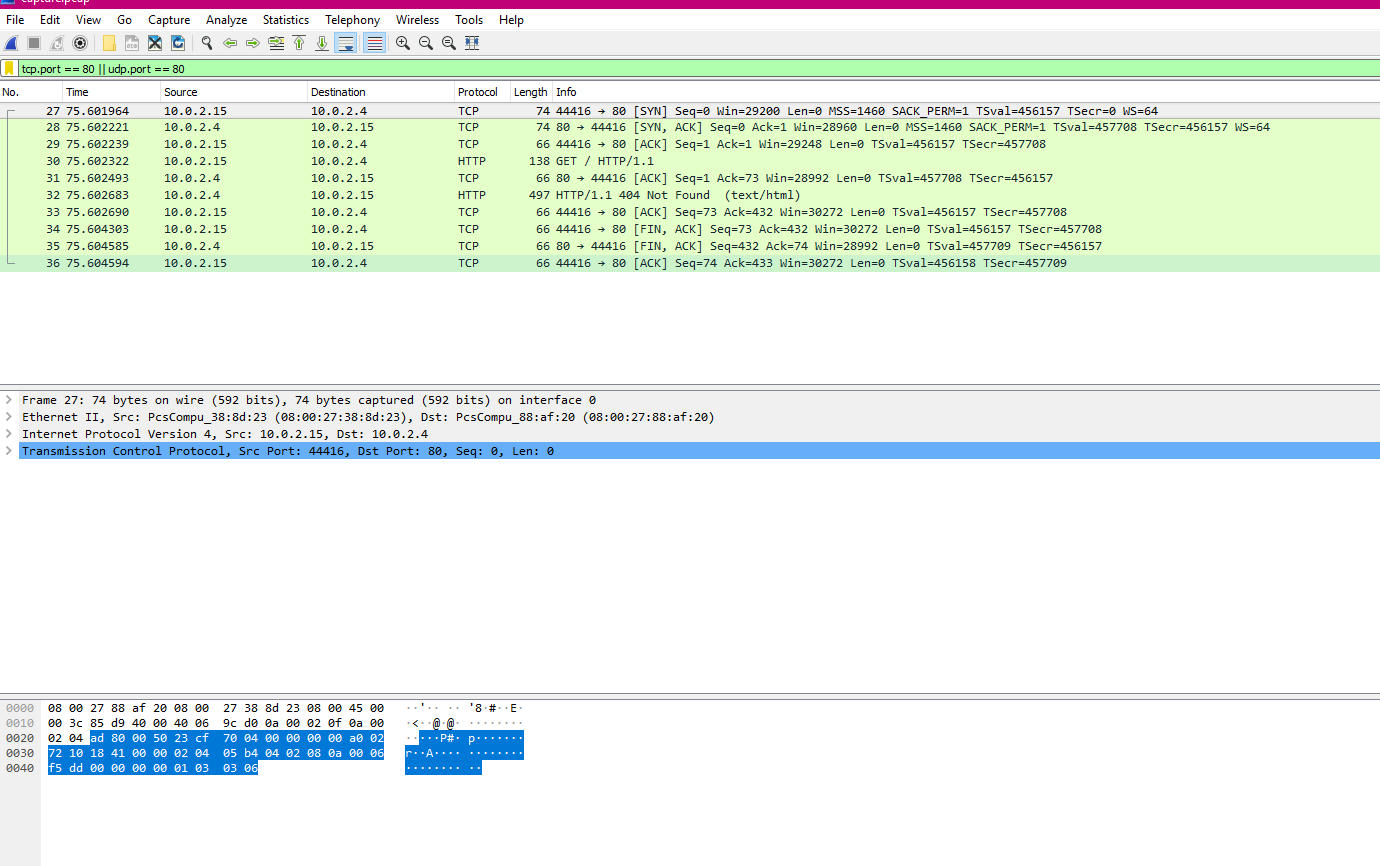 capture.pcap
File Edit View Go Capture Analyze Statistics Telephony Wireless Tools Help
tcp.port == 80 || udp.port == 80
No. Time Source Destination Protocol Length Info
27 75.601964 10.0.2.15 10.0.2.4 TCP 74 44416 → 80 [SYN] Seq=0 Win=29200 Len=0 MSS=1460 SACK_PERM=1 TSval=456157 TSecr=0 WS=64
28 75.602221 10.0.2.4 10.0.2.15 TCP 74 80 → 44416 [SYN, ACK] Seq=0 Ack=1 Win=28960 Len=0 MSS=1460 SACK_PERM=1 TSval=457708 TSecr=456157 WS=64
29 75.602239 10.0.2.15 10.0.2.4 TCP 66 44416 → 80 [ACK] Seq=1 Ack=1 Win=29248 Len=0 TSval=456157 TSecr=457708
30 75.602322 10.0.2.15 10.0.2.4 HTTP 138 GET / HTTP/1.1
31 75.602493 10.0.2.4 10.0.2.15 TCP 66 80 → 44416 [ACK] Seq=1 Ack=73 Win=28992 Len=0 TSval=457708 TSecr=456157
32 75.602683 10.0.2.4 10.0.2.15 HTTP 497 HTTP/1.1 404 Not Found (text/html)
33 75.602690 10.0.2.15 10.0.2.4 TCP 66 44416 → 80 [ACK] Seq=73 Ack=432 Win=30272 Len=0 TSval=456157 TSecr=457708
34 75.604303 10.0.2.15 10.0.2.4 TCP 66 44416 → 80 [FIN, ACK] Seq=73 Ack=432 Win=30272 Len=0 TSval=456157 TSecr=457708
35 75.604585 10.0.2.4 10.0.2.15 TCP 66 80 → 44416 [FIN, ACK] Seq=432 Ack=74 Win=28992 Len=0 TSval=457709 TSecr=456157
36 75.604594 10.0.2.15 10.0.2.4 TCP 66 44416 → 80 [ACK] Seq=74 Ack=433 Win=30272 Len=0 TSval=456158 TSecr=457709
Frame 27: 74 bytes on wire (592 bits), 74 bytes captured (592 bits) on interface 0
Ethernet II, Src: PcsCompu_38:8d:23 (08:00:27:38:8d:23), Dst: PcsCompu_88:af:20 (08:00:27:88:af:20)
Internet Protocol Version 4, Src: 10.0.2.15, Dst: 10.0.2.4
Transmission Control Protocol, Src Port: 44416, Dst Port: 80, Seq: 0, Len: 0
0000 08 00 27 88 af 20 08 00 27 38 8d 23 08 00 45 00 ··'·· ·· '8·#··E·
0010 00 3c 85 d9 40 00 40 06 9c d0 0a 00 02 0f 0a 00 ·<··@·@· ········
0020 02 04 ad 80 00 50 23 cf 70 04 00 00 00 00 a0 02 ·····P#· p·······
0030 72 10 18 41 00 00 02 04 05 b4 04 02 08 0a 00 06 r··A···· ········
0040 f5 dd 00 00 00 00 01 03 03 06 ········ ··